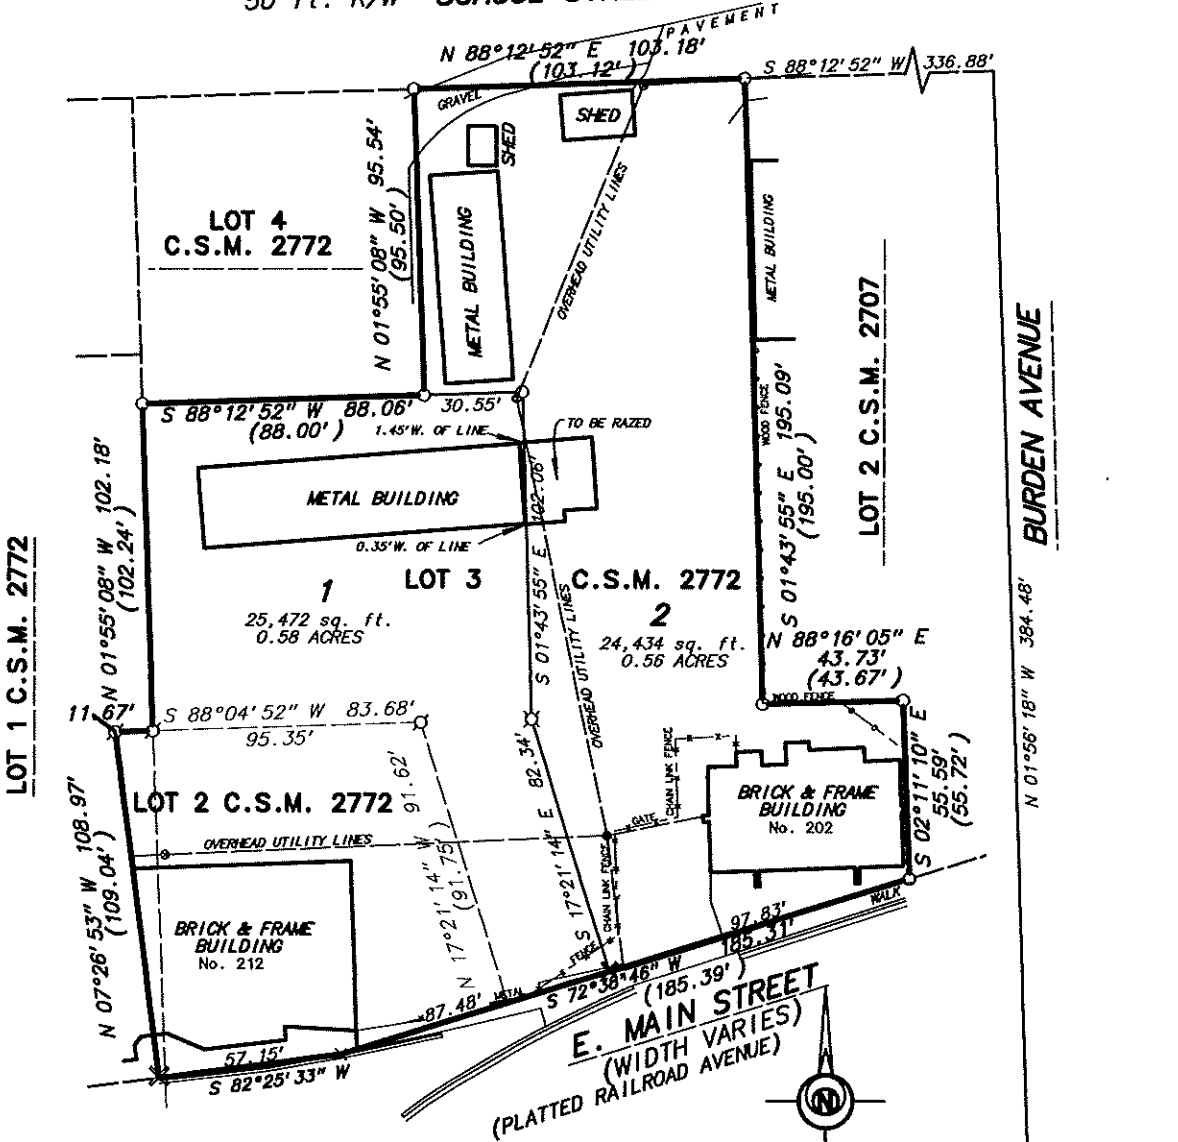 50 Ft. R/W
PAVEMENT
N 88°12'52" E 103.18'
(103.12')
S 88°12'52" W 336.88'
GRAVEL
SHED
SHED
N 01°55'08" W 95.54'
(95.50')
OVERHEAD UTILITY LINES
METAL BUILDING
LOT 4
C.S.M. 2772
METAL BUILDING
LOT 2 C.S.M. 2707
BURDEN AVENUE
S 88°12'52" W 88.06'
(88.00')
30.55'
1.45'W. OF LINE
TO BE RAZED
WOOD FENCE
S 01°43'55" E 195.09'
(195.00')
N 01°55'08" W 102.18'
(102.24')
METAL BUILDING
S 01°43'55" E 102.06'
0.35'W. OF LINE
LOT 1 C.S.M. 2772
1
LOT 3
C.S.M. 2772
2
25,472 sq. ft.
0.58 ACRES
24,434 sq. ft.
0.56 ACRES
OVERHEAD UTILITY LINES
N 88°16'05" E
43.73'
(43.67')
WOOD FENCE
N 01°56'18" W 384.48'
11.67'
S 88°04'52" W 83.68'
95.35'
S 02°11'10" E
55.59'
(55.72')
CHAIN LINK FENCE
LOT 2 C.S.M. 2772
N 17°21'14" W 91.62'
(91.75')
S 17°21'14" E 82.34'
BRICK & FRAME
BUILDING
No. 202
GATE
N 07°26'53" W 108.97'
(109.04')
OVERHEAD UTILITY LINES
CHAIN LINK FENCE
WALK
BRICK & FRAME
BUILDING
No. 212
FENCE
97.83'
185.31'
S 72°38'46" W
(185.39')
METAL
87.48'
57.15'
S 82°25'33" W
E. MAIN STREET
(WIDTH VARIES)
(PLATTED RAILROAD AVENUE)
N